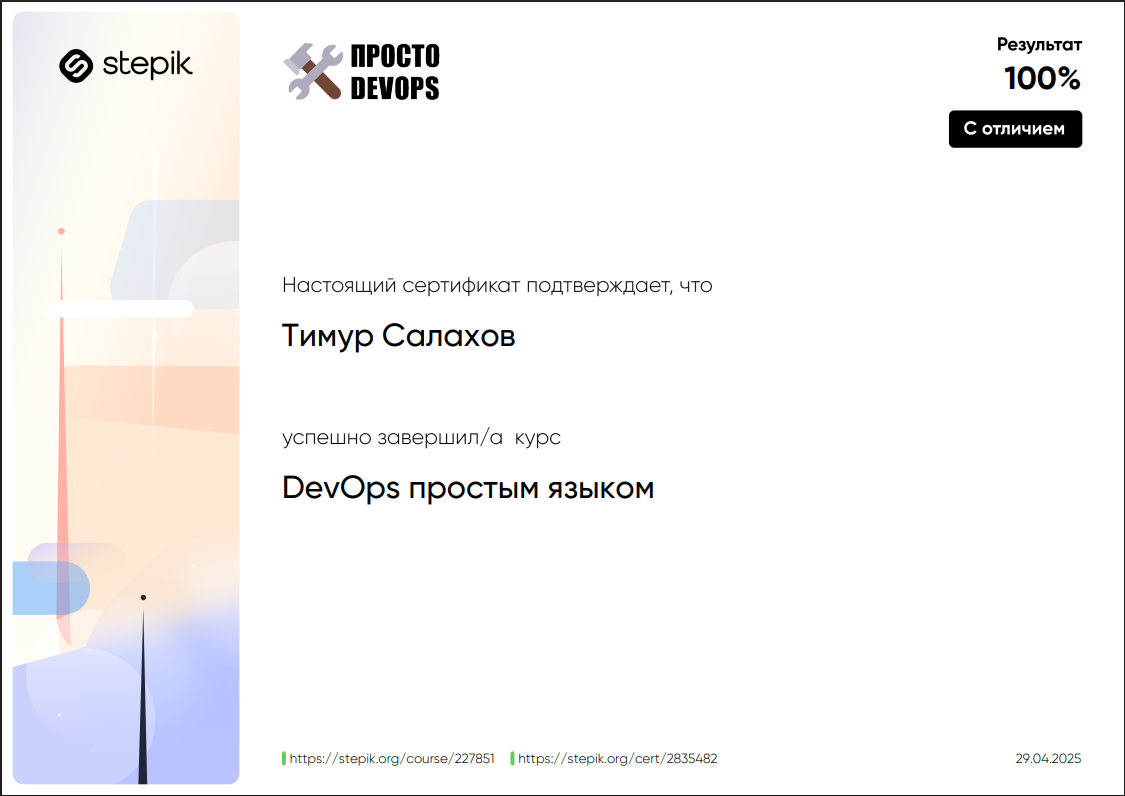 stepik
ПРОСТО
DEVOPS
Результат
100%
С отличием
Настоящий сертификат подтверждает, что
Тимур Салахов
успешно завершил/а курс
DevOps простым языком
https://stepik.org/course/227851
https://stepik.org/cert/2835482
29.04.2025